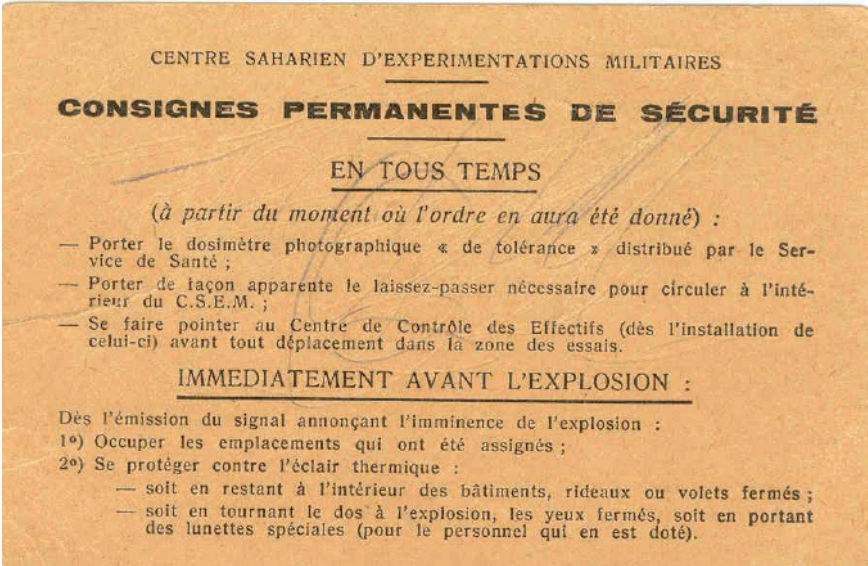 CENTRE SAHARIEN D'EXPERIMENTATIONS MILITAIRES
CONSIGNES PERMANENTES DE SÉCURITÉ
EN TOUS TEMPS
(à partir du moment où l'ordre en aura été donné) :
— Porter le dosimètre photographique « de tolérance » distribué par le Ser-
vice de Santé ;
— Porter de façon apparente le laissez-passer nécessaire pour circuler à l'inté-
rieur du C.S.E.M. ;
— Se faire pointer au Centre de Contrôle des Effectifs (dès l'installation de
celui-ci) avant tout déplacement dans la zone des essais.
IMMEDIATEMENT AVANT L'EXPLOSION :
Dès l'émission du signal annonçant l'imminence de l'explosion :
1º) Occuper les emplacements qui ont été assignés ;
2º) Se protéger contre l'éclair thermique :
— soit en restant à l'intérieur des bâtiments, rideaux ou volets fermés ;
— soit en tournant le dos à l'explosion, les yeux fermés, soit en portant
des lunettes spéciales (pour le personnel qui en est doté).